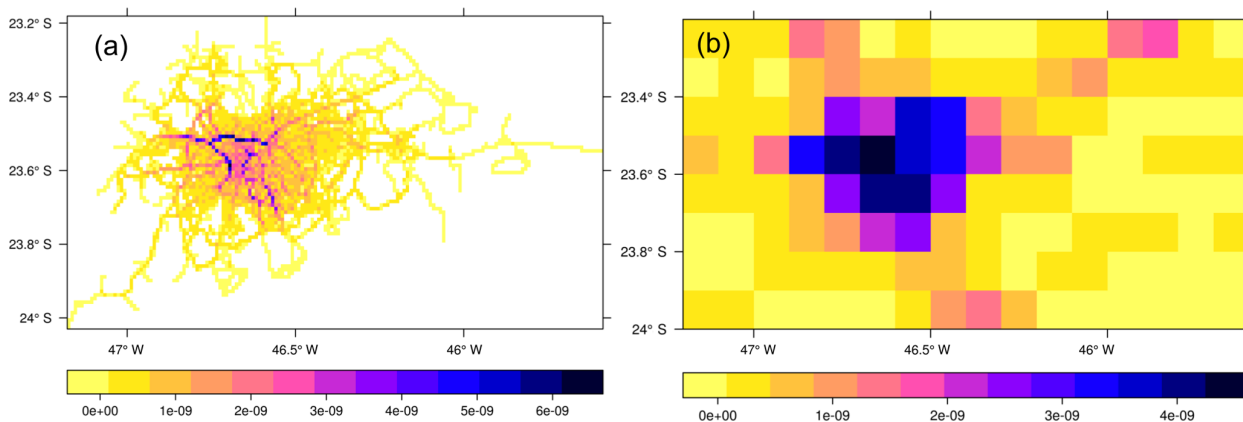 (a)
23.2° S
23.4° S
23.6° S
23.8° S
24° S
47° W 46.5° W 46° W
0e+00 1e-09 2e-09 3e-09 4e-09 5e-09 6e-09
(b)
23.4° S
23.6° S
23.8° S
24° S
47° W 46.5° W 46° W
0e+00 1e-09 2e-09 3e-09 4e-09